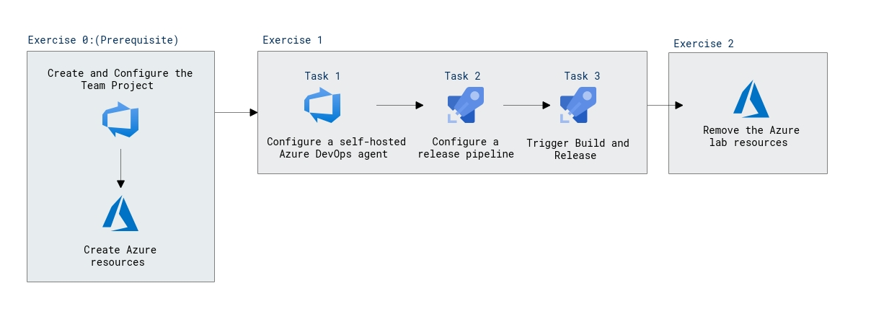 Exercise 0:(Prerequisite)
Create and Configure the
Team Project
Create Azure
resources
Exercise 1
Task 1
Configure a self-hosted
Azure DevOps agent
Task 2
Configure a
release pipeline
Task 3
Trigger Build and
Release
Exercise 2
Remove the Azure
lab resources